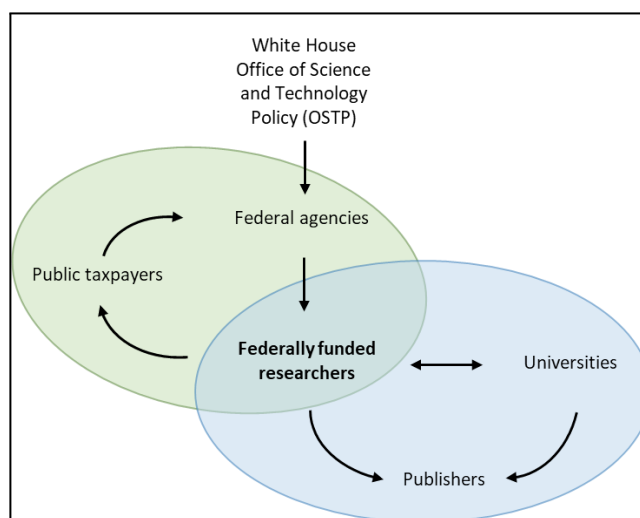 White House
Office of Science
and Technology
Policy (OSTP)
Federal agencies
Public taxpayers
Federally funded
researchers
Universities
Publishers